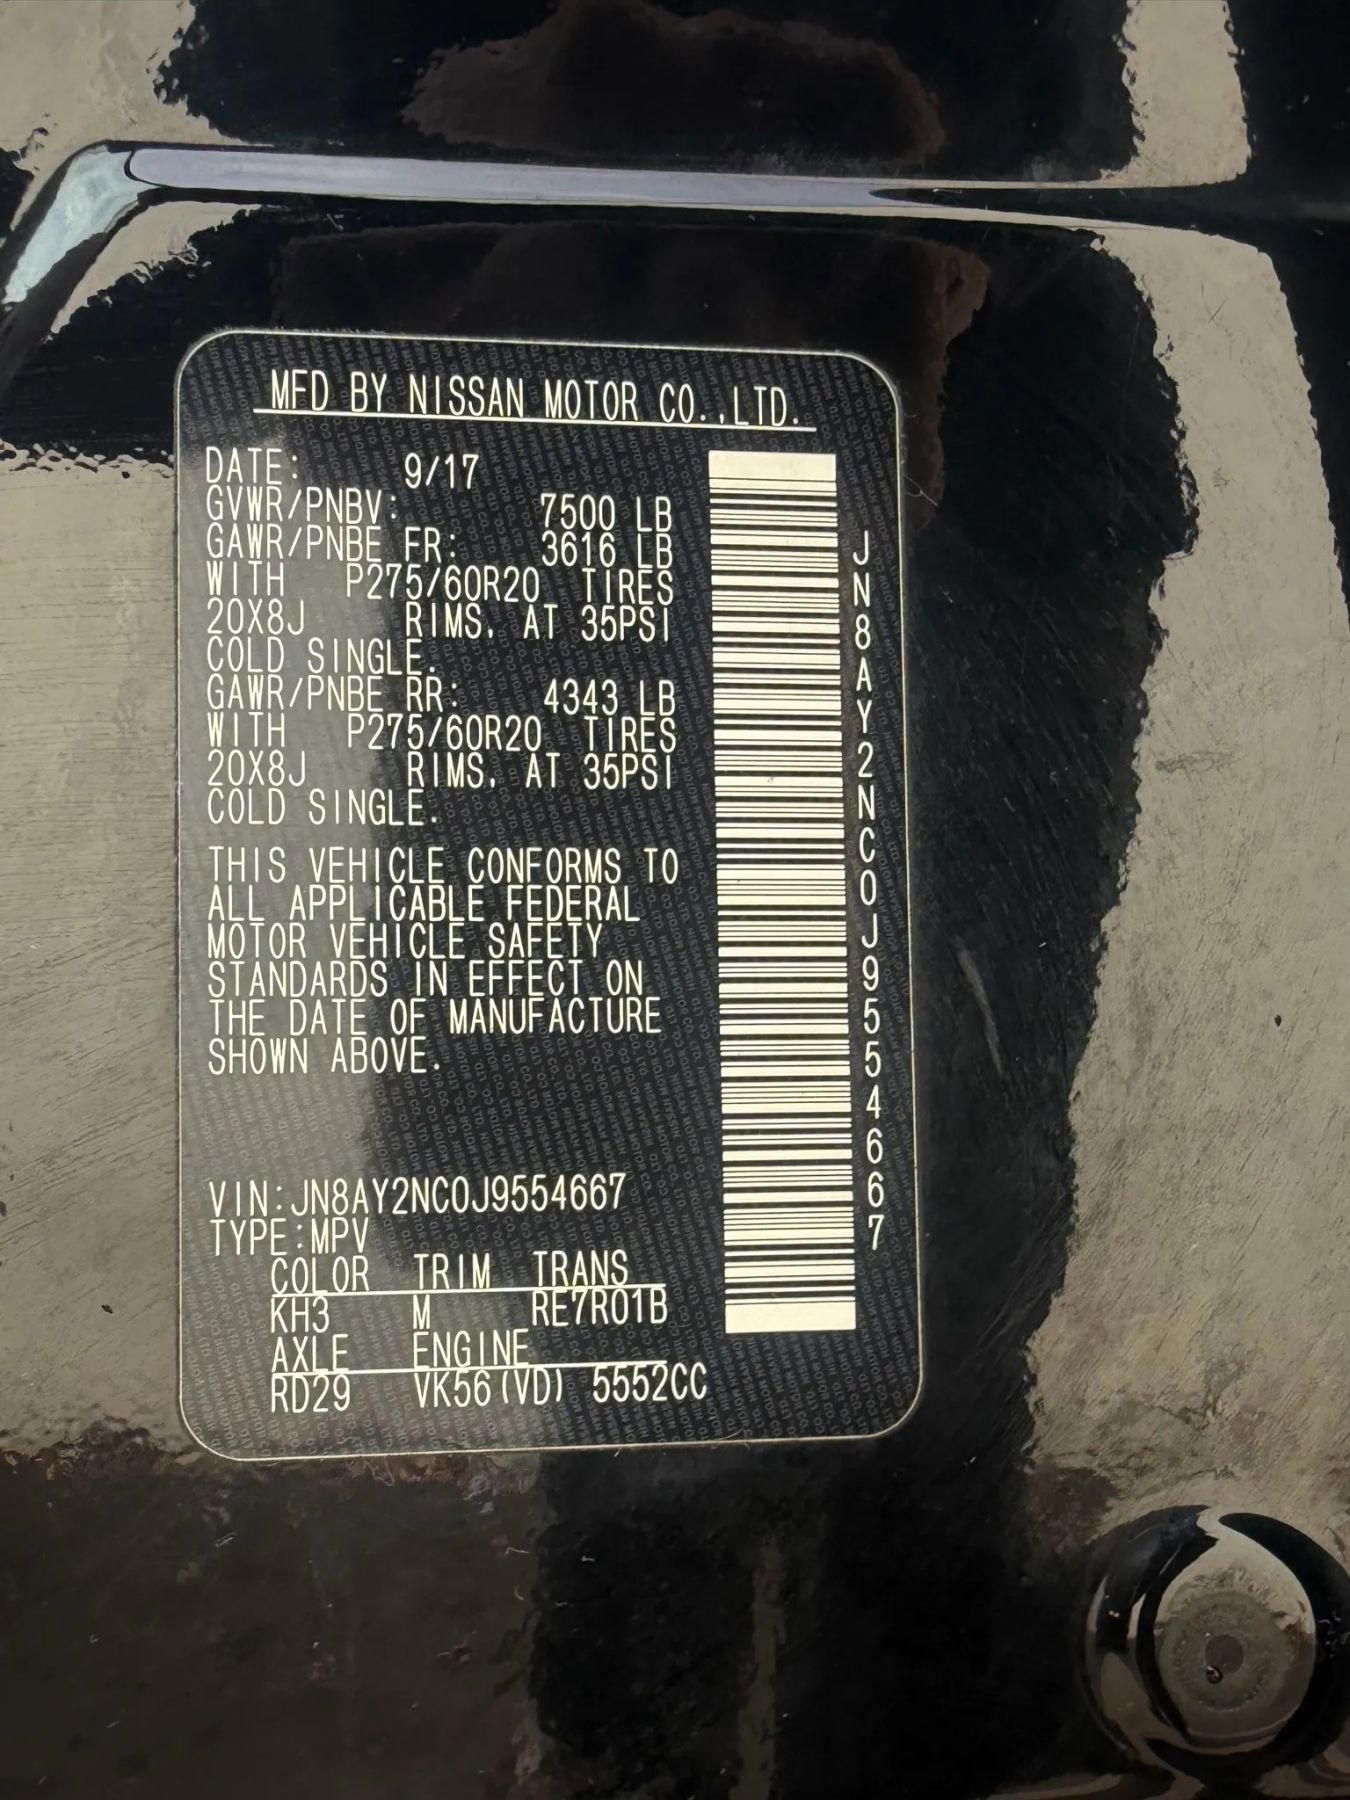 MFD BY NISSAN MOTOR CO.,LTD.
DATE: 9/17
GVWR/PNBV: 7500 LB
GAWR/PNBE FR: 3616 LB
WITH P275/60R20 TIRES
20X8J RIMS, AT 35PSI
COLD SINGLE.
GAWR/PNBE RR: 4343 LB
WITH P275/60R20 TIRES
20X8J RIMS, AT 35PSI
COLD SINGLE.
THIS VEHICLE CONFORMS TO
ALL APPLICABLE FEDERAL
MOTOR VEHICLE SAFETY
STANDARDS IN EFFECT ON
THE DATE OF MANUFACTURE
SHOWN ABOVE.
VIN:JN8AY2NC0J9554667
TYPE:MPV
COLOR TRIM TRANS
KH3 M RE7R01B
AXLE ENGINE
RD29 VK56(VD) 5552CC
JN8AY2NC0J9554667